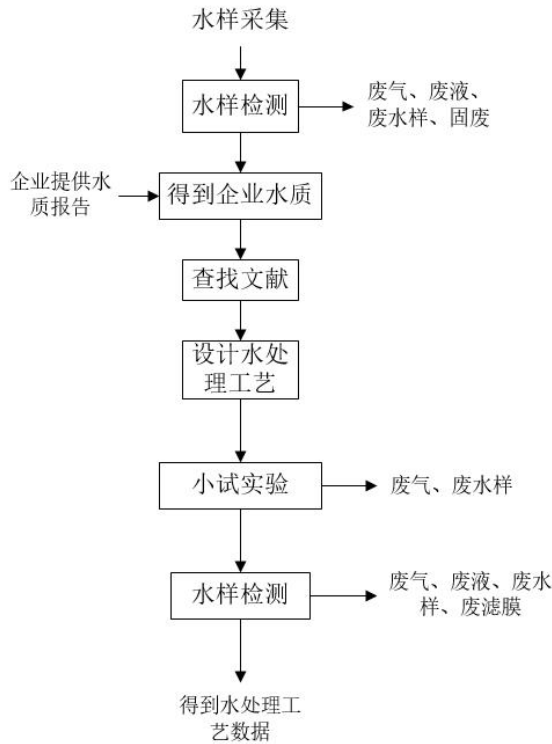 水样采集
水样检测
废气、废液、
废水样、固废
企业提供水
质报告
得到企业水质
查找文献
设计水处
理工艺
小试实验
废气、废水样
水样检测
废气、废液、废水
样、废滤膜
得到水处理工
艺数据